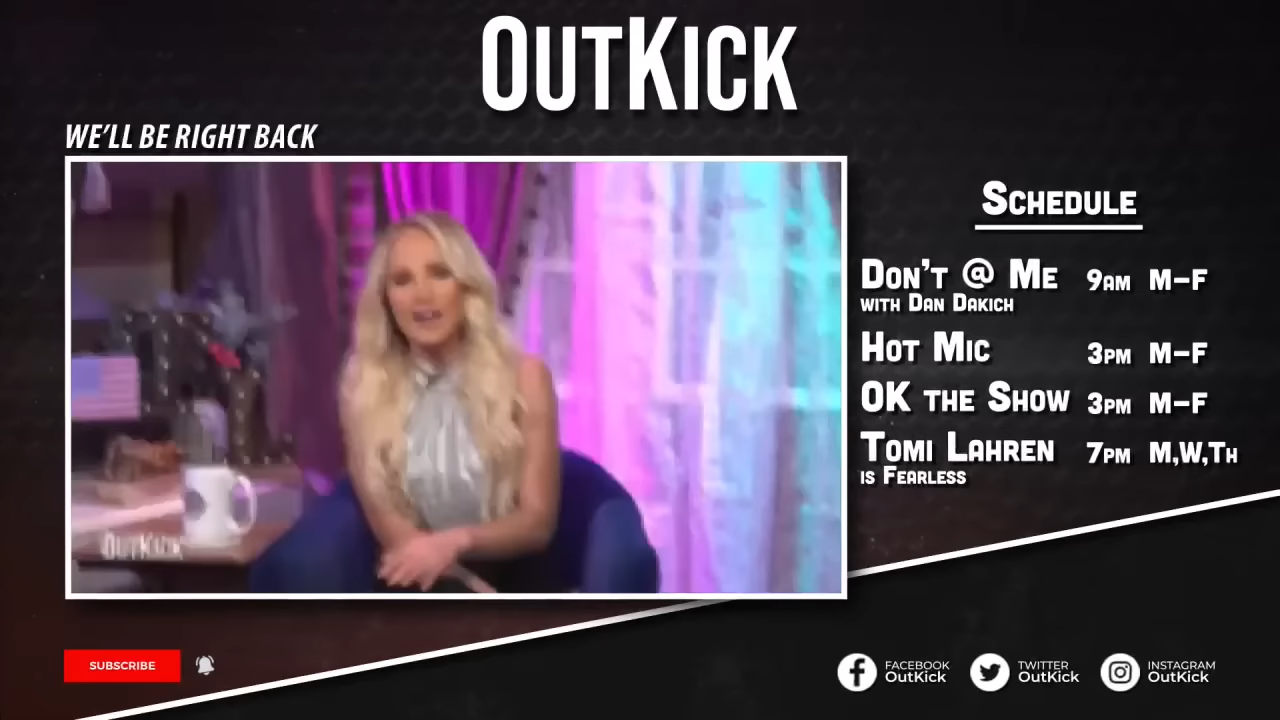 OUTKICK
WE'LL BE RIGHT BACK
SCHEDULE
DON'T @ ME 9AM M-F
WITH DAN DAKICH
HOT MIC 3PM M-F
OK THE SHOW 3PM M-F
TOMI LAHREN 7PM M,W,TH
IS FEARLESS
OUTKICK
SUBSCRIBE
FACEBOOK
OutKick
TWITTER
OutKick
INSTAGRAM
OutKick